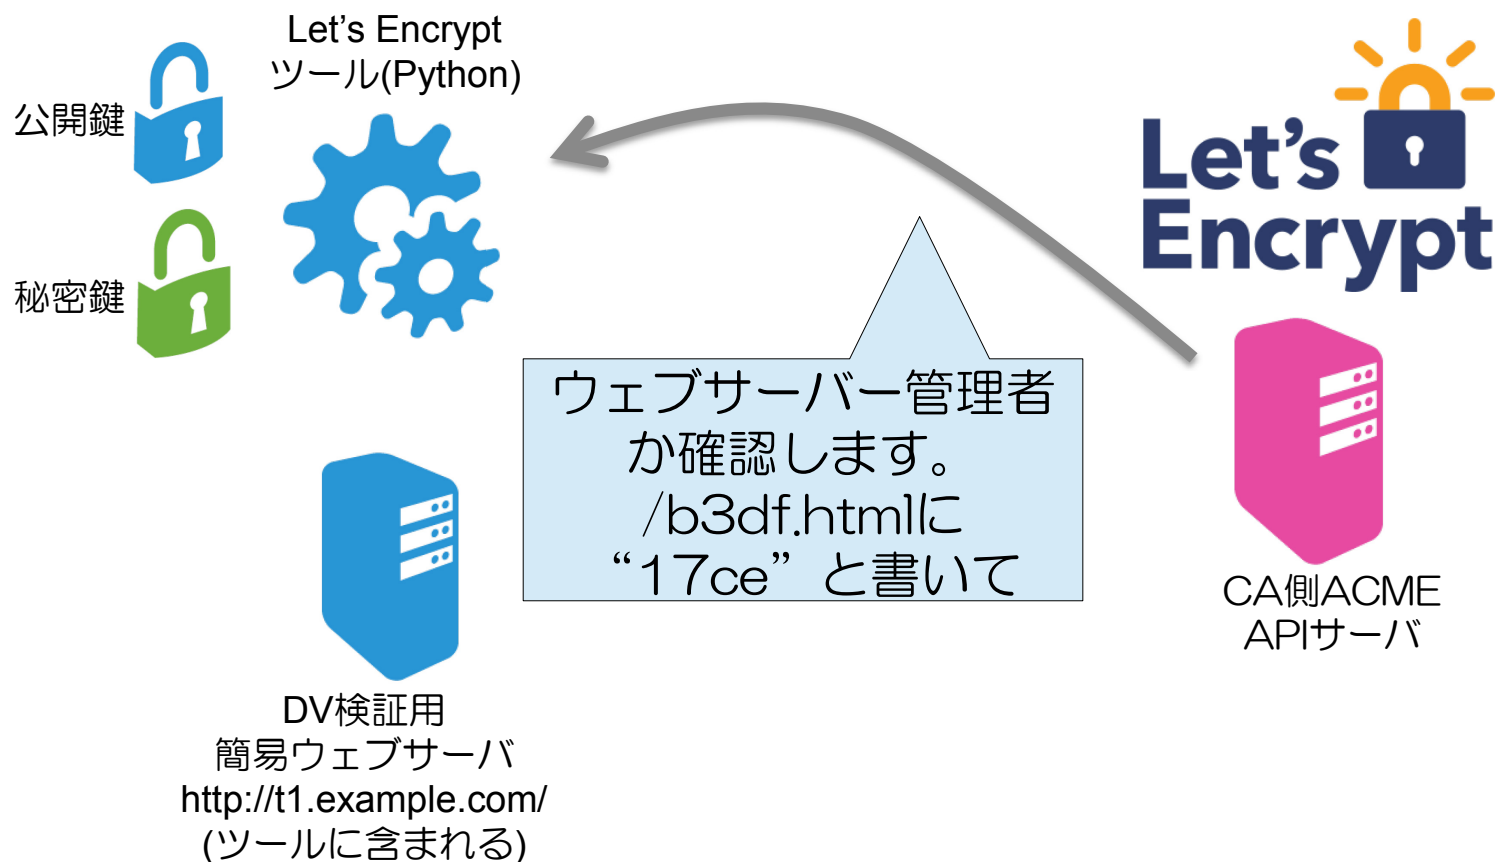 Let’s Encrypt
ツール(Python)
公開鍵
秘密鍵
Let’s
Encrypt
ウェブサーバー管理者
か確認します。
/b3df.htmlに
“17ce”と書いて
CA側ACME
APIサーバ
DV検証用
簡易ウェブサーバ
http://t1.example.com/
(ツールに含まれる)